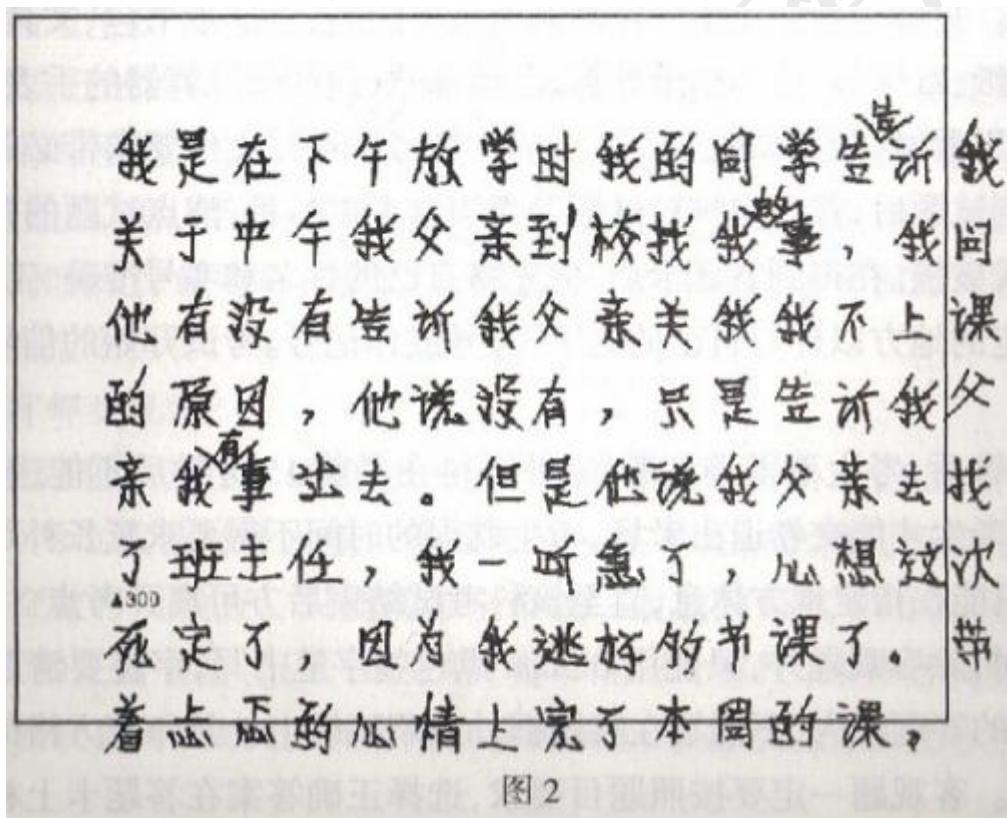 我是在下午放学时我的同学告诉我
关于中午我父亲到校找我事，我问
他有没有告诉我父亲关我我不上课
的原因，他说没有，只是告诉我父
亲我有事出去。但是他说我父亲去找
了班主任，我一听急了，心想这次
▲300
死定了，因为我逃校的节课了。带
着忐忑的心情上完了本周的课，
图2